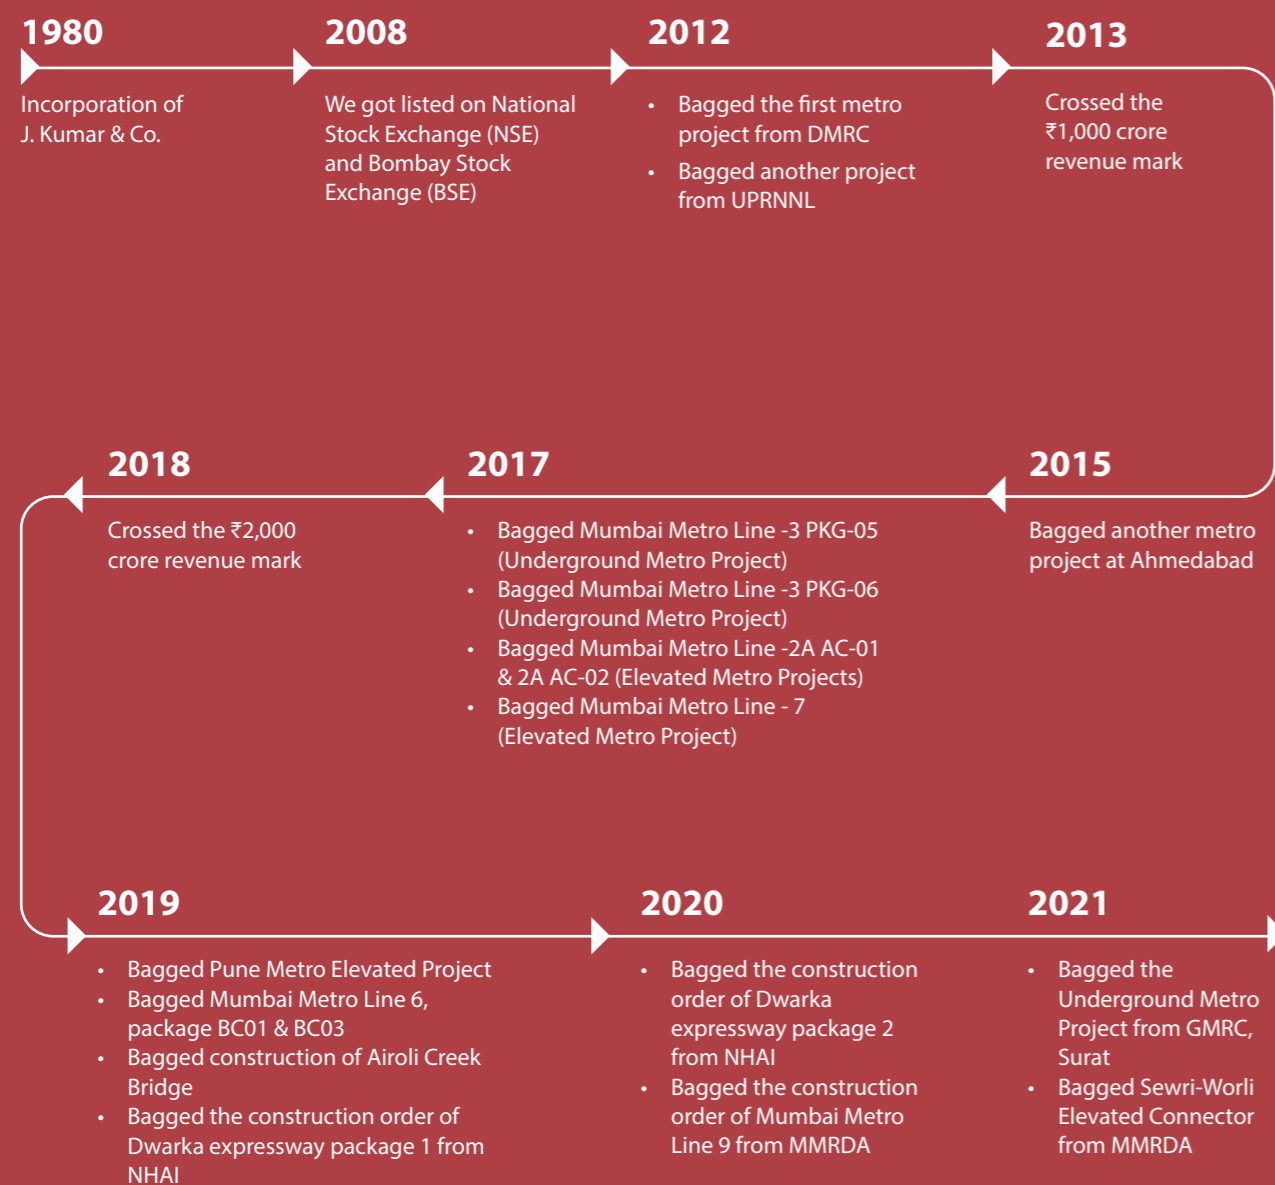 1980
Incorporation of
J. Kumar & Co.
2008
We got listed on National
Stock Exchange (NSE)
and Bombay Stock
Exchange (BSE)
2012
• Bagged the first metro
project from DMRC
• Bagged another project
from UPRNNL
2013
Crossed the
₹1,000 crore
revenue mark
2015
Bagged another metro
project at Ahmedabad
2017
• Bagged Mumbai Metro Line -3 PKG-05
(Underground Metro Project)
• Bagged Mumbai Metro Line -3 PKG-06
(Underground Metro Project)
• Bagged Mumbai Metro Line -2A AC-01
& 2A AC-02 (Elevated Metro Projects)
• Bagged Mumbai Metro Line - 7
(Elevated Metro Project)
2018
Crossed the ₹2,000
crore revenue mark
2019
• Bagged Pune Metro Elevated Project
• Bagged Mumbai Metro Line 6,
package BC01 & BC03
• Bagged construction of Airoli Creek
Bridge
• Bagged the construction order of
Dwarka expressway package 1 from
NHAI
2020
• Bagged the construction
order of Dwarka
expressway package 2
from NHAI
• Bagged the construction
order of Mumbai Metro
Line 9 from MMRDA
2021
• Bagged the
Underground Metro
Project from GMRC,
Surat
• Bagged Sewri-Worli
Elevated Connector
from MMRDA